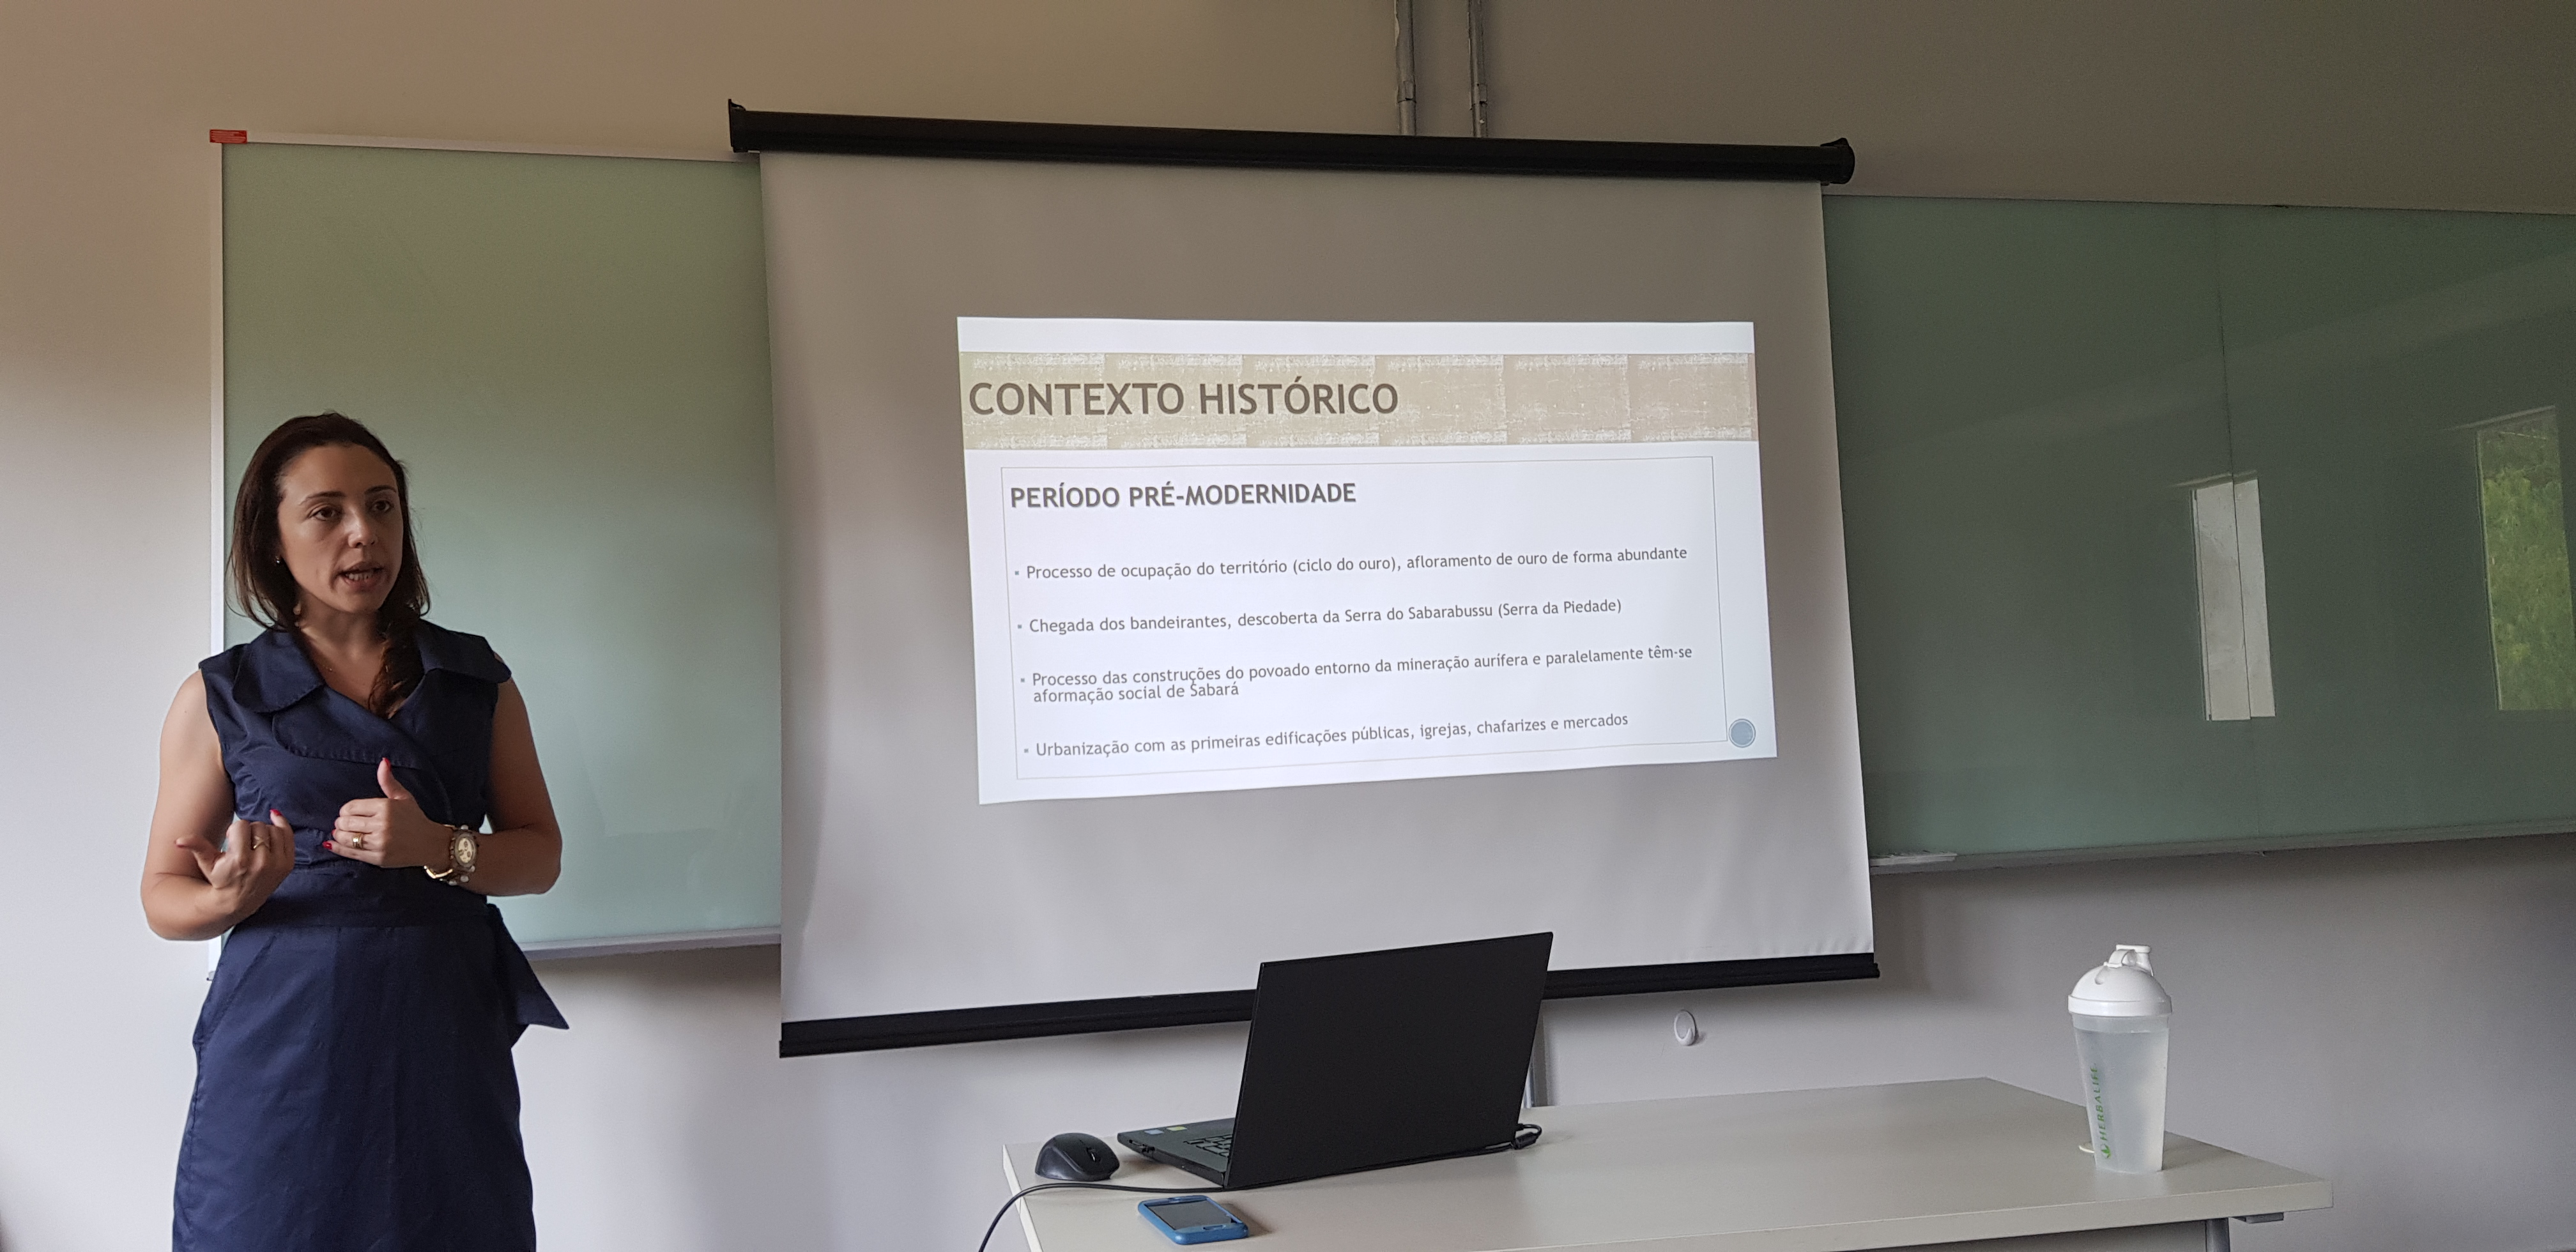 CONTEXTO HISTÓRICO
PERÍODO PRÉ-MODERNIDADE
▪ Processo de ocupação do território (ciclo do ouro), afloramento de ouro de forma abundante
▪ Chegada dos bandeirantes, descoberta da Serra do Sabarabussu (Serra da Piedade)
▪ Processo das construções do povoado entorno da mineração aurífera e paralelamente têm-se
aformação social de Sabará
▪ Urbanização com as primeiras edificações públicas, igrejas, chafarizes e mercados
HERBALIFE